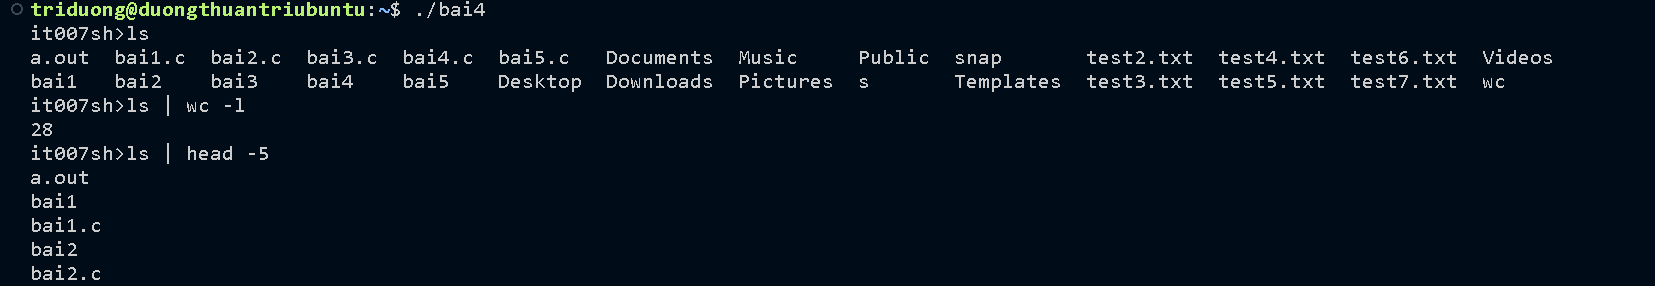 triduong@duongthuantriubuntu:~$ ./bai4
it007sh>ls
a.out  bai1.c  bai2.c  bai3.c  bai4.c  bai5.c   Documents  Music     Public  snap       test2.txt  test4.txt  test6.txt  Videos
bai1   bai2    bai3    bai4    bai5    Desktop  Downloads  Pictures  s       Templates  test3.txt  test5.txt  test7.txt  wc
it007sh>ls | wc -l
28
it007sh>ls | head -5
a.out
bai1
bai1.c
bai2
bai2.c